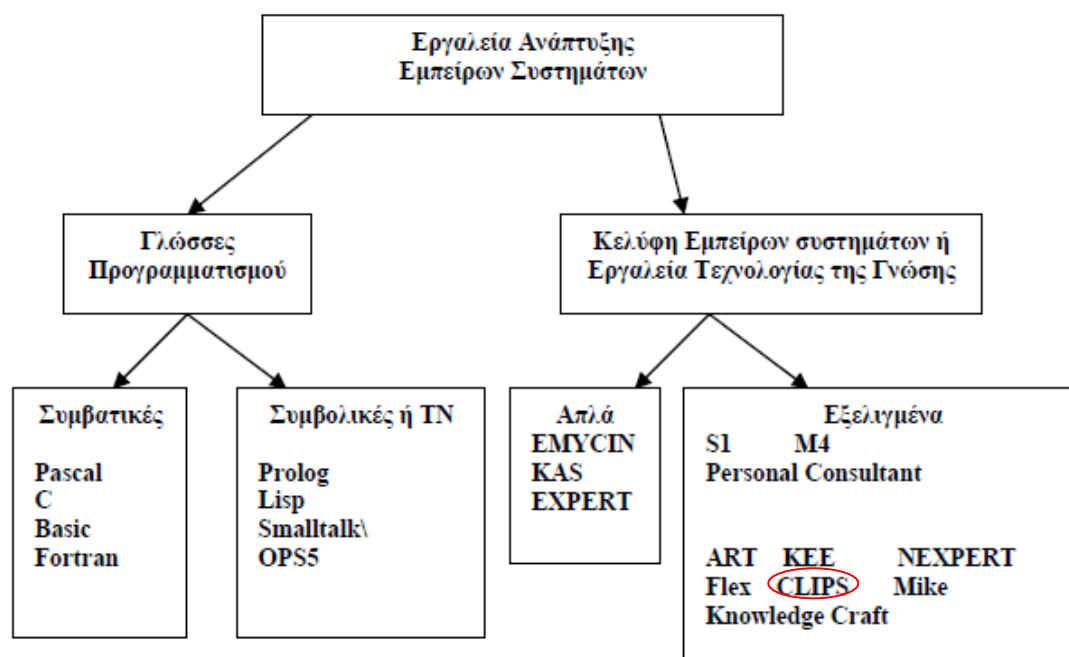 Εργαλεία Ανάπτυξης
Εμπείρων Συστημάτων
Γλώσσες
Προγραμματισμού
Κελύφη Εμπείρων συστημάτων ή
Εργαλεία Τεχνολογίας της Γνώσης
Συμβατικές
Pascal
C
Basic
Fortran
Συμβολικές ή ΤΝ
Prolog
Lisp
Smalltalk\
OPS5
Απλά
EMYCIN
KAS
EXPERT
Εξελιγμένα
S1 M4
Personal Consultant
ART KEE NEXPERT
Flex CLIPS Mike
Knowledge Craft